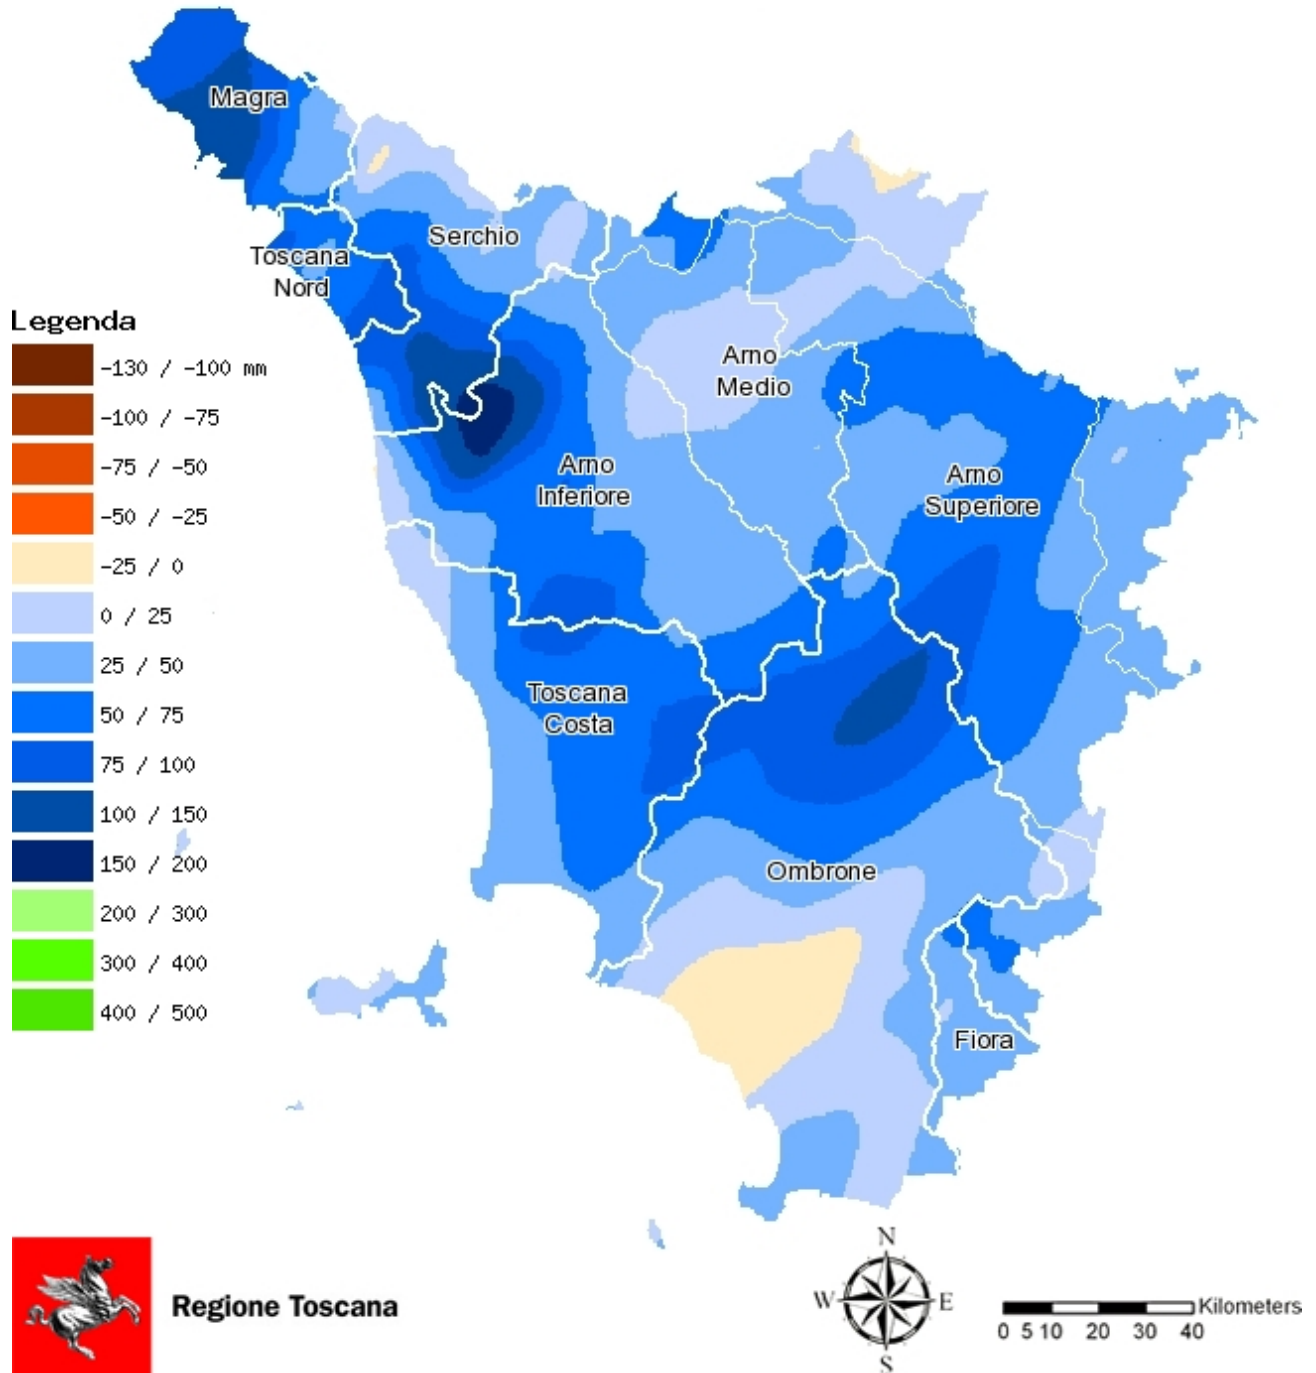 Magra
Serchio
Toscana
Nord
Legenda
-130 / -100 mm
-100 / -75
-75 / -50
-50 / -25
-25 / 0
0 / 25
25 / 50
50 / 75
75 / 100
100 / 150
150 / 200
200 / 300
300 / 400
400 / 500
Arno
Medio
Arno
Inferiore
Arno
Superiore
Toscana
Costa
Ombrone
Fiora
Regione Toscana
N
W
E
S
Kilometers
0 5 10 20 30 40